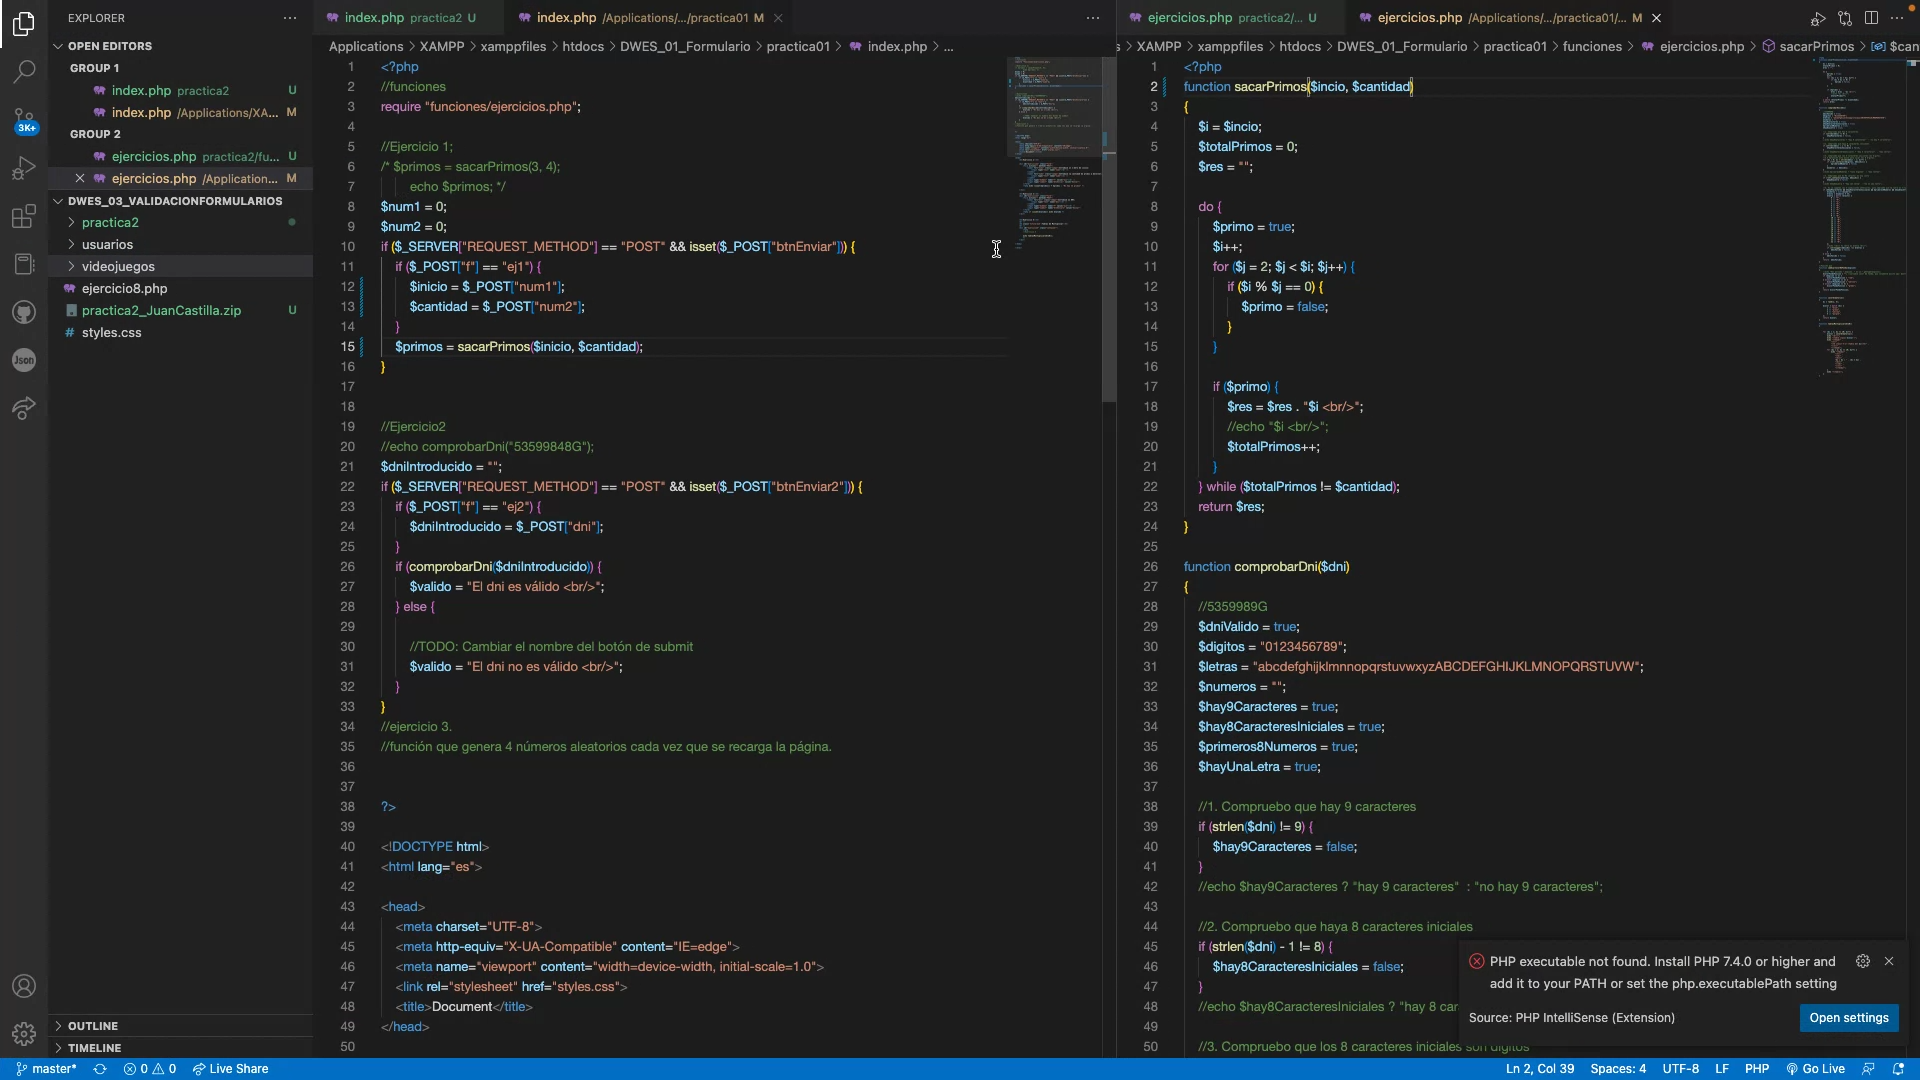 EXPLORER
OPEN EDITORS
GROUP 1
index.php practica2 U
index.php /Applications/XA... M
GROUP 2
ejercicios.php practica2/fu... U
ejercicios.php /Application... M
DWES_03_VALIDACIONFORMULARIOS
practica2
usuarios
videojuegos
ejercicio8.php
practica2_JuanCastilla.zip U
styles.css
OUTLINE
TIMELINE
3K+
Json
index.php practica2 U
index.php /Applications/.../practica01 M
Applications > XAMPP > xamppfiles > htdocs > DWES_01_Formulario > practica01 > index.php > ...
1 <?php
2 //funciones
3 require "funciones/ejercicios.php";
4
5 //Ejercicio 1;
6 /* $primos = sacarPrimos(3, 4);
7 echo $primos; */
8 $num1 = 0;
9 $num2 = 0;
10 if ($_SERVER["REQUEST_METHOD"] == "POST" && isset($_POST["btnEnviar"])) {
11 if ($_POST["f"] == "ej1") {
12 $inicio = $_POST["num1"];
13 $cantidad = $_POST["num2"];
14 }
15 $primos = sacarPrimos($inicio, $cantidad);
16 }
17
18
19 //Ejercicio2
20 //echo comprobarDni("53599848G");
21 $dniIntroducido = "";
22 if ($_SERVER["REQUEST_METHOD"] == "POST" && isset($_POST["btnEnviar2"])) {
23 if ($_POST["f"] == "ej2") {
24 $dniIntroducido = $_POST["dni"];
25 }
26 if (comprobarDni($dniIntroducido)) {
27 $valido = "El dni es válido <br/>";
28 } else {
29
30 //TODO: Cambiar el nombre del botón de submit
31 $valido = "El dni no es válido <br/>";
32 }
33 }
34 //ejercicio 3.
35 //función que genera 4 números aleatorios cada vez que se recarga la página.
36
37
38 ?>
39
40 <!DOCTYPE html>
41 <html lang="es">
42
43 <head>
44 <meta charset="UTF-8">
45 <meta http-equiv="X-UA-Compatible" content="IE=edge">
46 <meta name="viewport" content="width=device-width, initial-scale=1.0">
47 <link rel="stylesheet" href="styles.css">
48 <title>Document</title>
49 </head>
50
ejercicios.php practica2/... U
ejercicios.php /Applications/.../practica01/... M
s > XAMPP > xamppfiles > htdocs > DWES_01_Formulario > practica01 > funciones > ejercicios.php > sacarPrimos > $can
1 <?php
2 function sacarPrimos($incio, $cantidad)
3 {
4 $i = $incio;
5 $totalPrimos = 0;
6 $res = "";
7
8 do {
9 $primo = true;
10 $i++;
11 for ($j = 2; $j < $i; $j++) {
12 if ($i % $j == 0) {
13 $primo = false;
14 }
15 }
16
17 if ($primo) {
18 $res = $res . "$i <br/>";
19 //echo "$i <br/>";
20 $totalPrimos++;
21 }
22 } while ($totalPrimos != $cantidad);
23 return $res;
24 }
25
26 function comprobarDni($dni)
27 {
28 //5359989G
29 $dniValido = true;
30 $digitos = "0123456789";
31 $letras = "abcdefghijklmnnopqrstuvwxyzABCDEFGHIJKLMNOPQRSTUVW";
32 $numeros = "";
33 $hay9Caracteres = true;
34 $hay8CaracteresIniciales = true;
35 $primeros8Numeros = true;
36 $hayUnaLetra = true;
37
38 //1. Compruebo que hay 9 caracteres
39 if (strlen($dni) != 9) {
40 $hay9Caracteres = false;
41 }
42 //echo $hay9Caracteres ? "hay 9 caracteres" : "no hay 9 caracteres";
43
44 //2. Compruebo que haya 8 caracteres iniciales
45 if (strlen($dni) - 1 != 8) {
46 $hay8CaracteresIniciales = false;
47 }
48 //echo $hay8CaracteresIniciales ? "hay 8 car
49
50 //3. Compruebo que los 8 caracteres iniciales son digitos
PHP executable not found. Install PHP 7.4.0 or higher and
add it to your PATH or set the php.executablePath setting
Source: PHP IntelliSense (Extension)
Open settings
master* 0 0 Live Share
Ln 2, Col 39 Spaces: 4 UTF-8 LF PHP Go Live